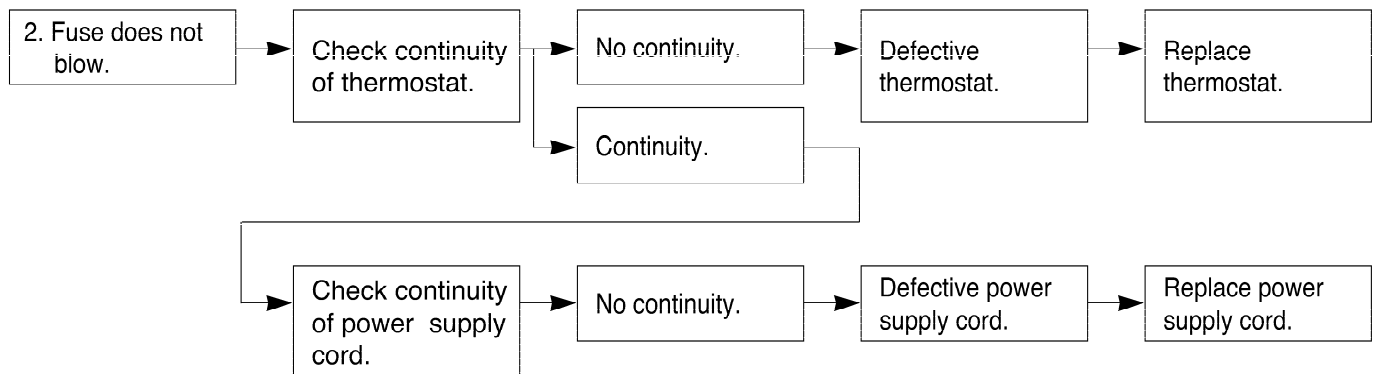 2. Fuse does not
blow.
Check continuity
of thermostat.
No continuity.
Defective
thermostat.
Replace
thermostat.
Continuity.
Check continuity
of power supply
cord.
No continuity.
Defective power
supply cord.
Replace power
supply cord.